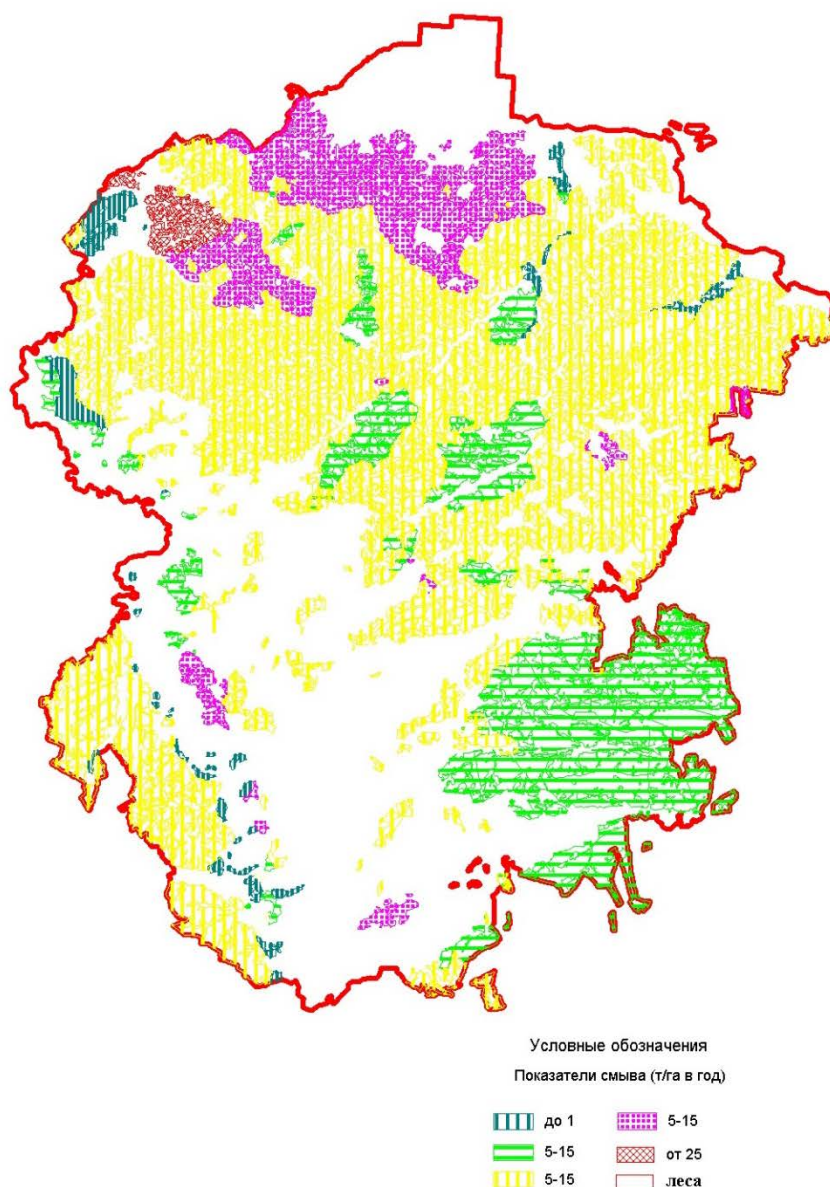 Условные обозначения
Показатели смыва (т/га в год)
до 1
5-15
5-15
5-15
от 25
леса